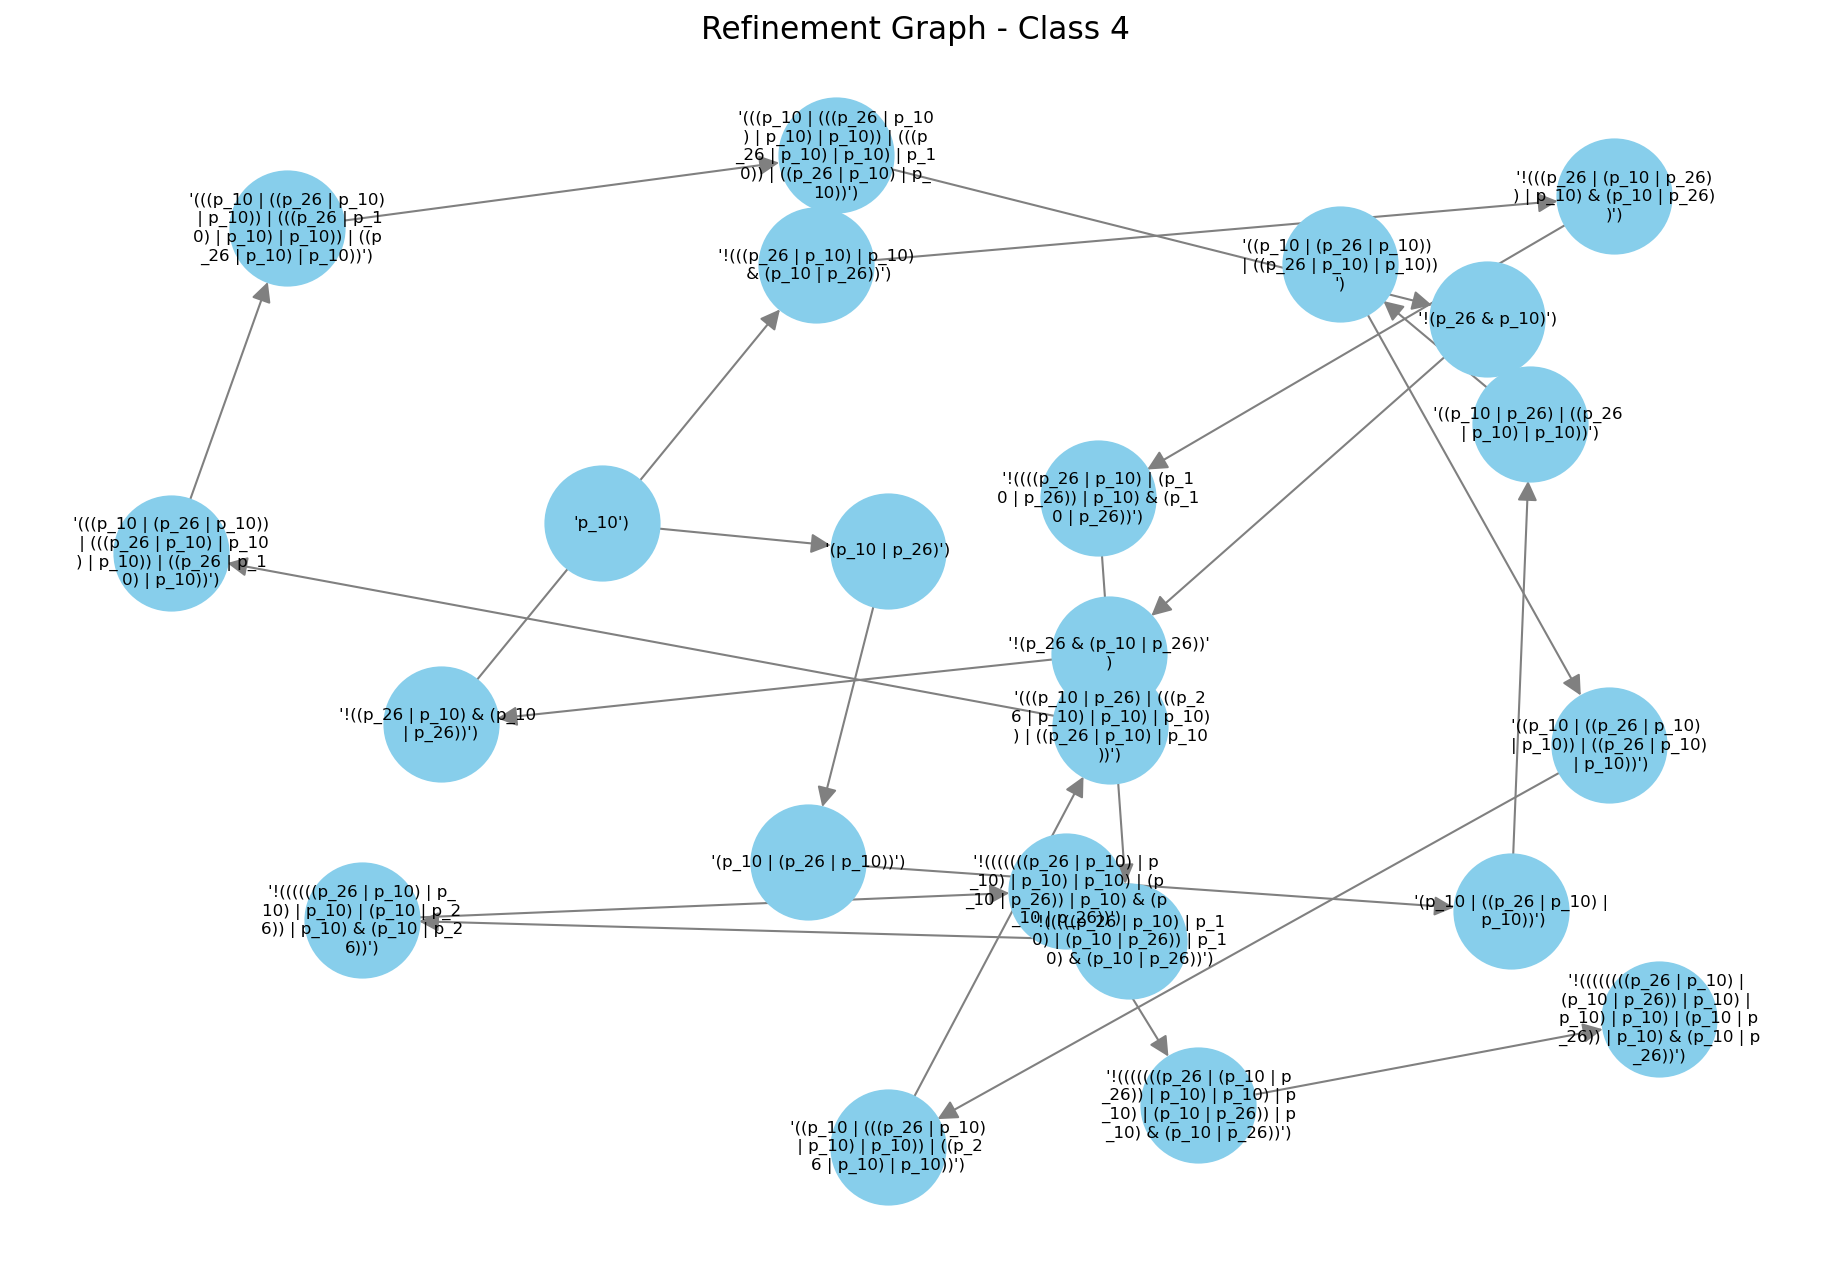 Refinement Graph - Class 4
'(((p_10 | (((p_26 | p_10
) | p_10) | p_10)) | (((p
_26 | p_10) | p_10) | p_1
0)) | ((p_26 | p_10) | p_
10))')
'!(((p_26 | (p_10 | p_26)
) | p_10) & (p_10 | p_26)
)')
'(((p_10 | ((p_26 | p_10)
| p_10)) | (((p_26 | p_1
0) | p_10) | p_10)) | ((p
_26 | p_10) | p_10))')
'!(((p_26 | p_10) | p_10)
& (p_10 | p_26))')
'((p_10 | (p_26 | p_10))
| ((p_26 | p_10) | p_10))
')
'!(p_26 & p_10)')
'((p_10 | p_26) | ((p_26
| p_10) | p_10))')
'!((((p_26 | p_10) | (p_1
0 | p_26)) | p_10) & (p_1
0 | p_26))')
'p_10')
'(p_10 | p_26)')
'(((p_10 | (p_26 | p_10))
| (((p_26 | p_10) | p_10
) | p_10)) | ((p_26 | p_1
0) | p_10))')
'!(p_26 & (p_10 | p_26))'
)
'!((p_26 | p_10) & (p_10
| p_26))')
'(((p_10 | p_26) | (((p_2
6 | p_10) | p_10) | p_10)
) | ((p_26 | p_10) | p_10
))')
'((p_10 | ((p_26 | p_10)
| p_10)) | ((p_26 | p_10)
| p_10))')
'(p_10 | (p_26 | p_10))')
'!(((((((p_26 | p_10) | p
_10) | p_10) | p_10) | (p
_10 | p_26)) | p_10) & (p
_10 | p_26))')
'!((((((p_26 | p_10) | p_
10) | p_10) | (p_10 | p_2
6)) | p_10) & (p_10 | p_2
6))')
'(p_10 | ((p_26 | p_10) |
p_10))')
'!(((((p_26 | p_10) | p_1
0) | (p_10 | p_26)) | p_1
0) & (p_10 | p_26))')
'!((((((((p_26 | p_10) |
(p_10 | p_26)) | p_10) |
p_10) | p_10) | (p_10 | p
_26)) | p_10) & (p_10 | p
_26))')
'!(((((((p_26 | (p_10 | p
_26)) | p_10) | p_10) | p
_10) | (p_10 | p_26)) | p
_10) & (p_10 | p_26))')
'((p_10 | (((p_26 | p_10)
| p_10) | p_10)) | ((p_2
6 | p_10) | p_10))')